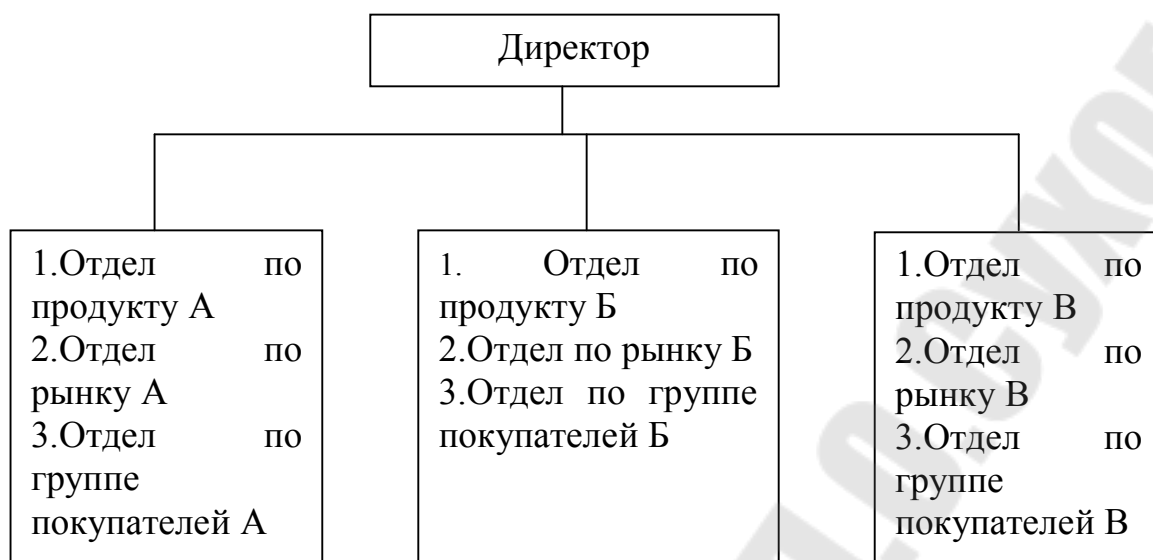 Директор
1.Отдел по
продукту А
2.Отдел по
рынку А
3.Отдел по
группе
покупателей А
1. Отдел по
продукту Б
2.Отдел по рынку Б
3.Отдел по группе
покупателей Б
1.Отдел по
продукту В
2.Отдел по
рынку В
3.Отдел по
группе
покупателей В